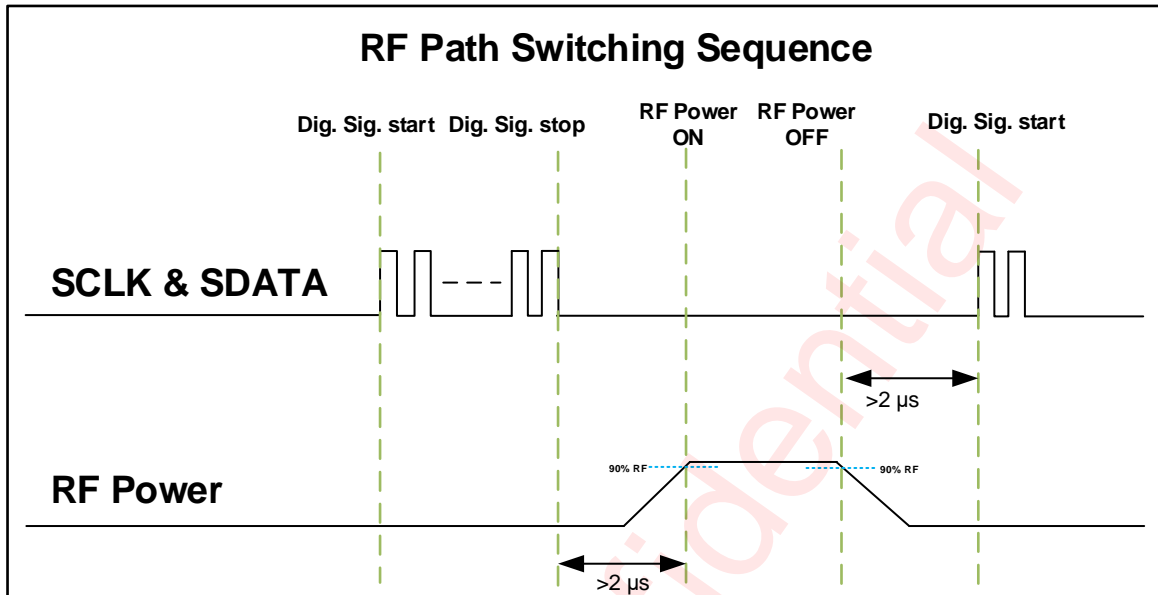 RF Path Switching Sequence
Dig. Sig. start
Dig. Sig. stop
RF Power
ON
RF Power
OFF
Dig. Sig. start
SCLK & SDATA
>2 µs
RF Power
90% RF
90% RF
>2 µs
fidential